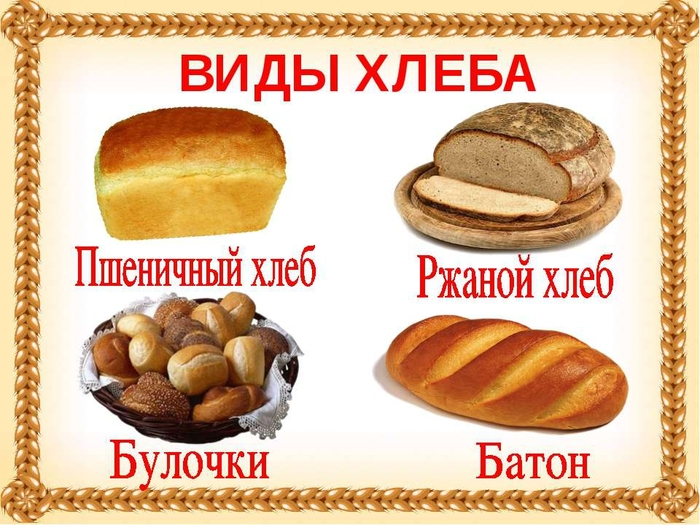 ВИДЫ ХЛЕБА
Пшеничный хлеб
Ржаной хлеб
Булочки
Батон